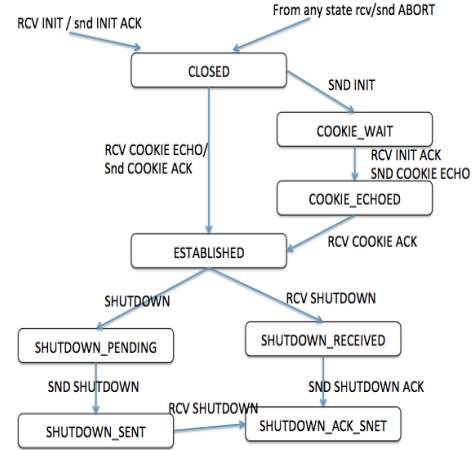 From any state rcv/snd ABORT
RCV INIT / snd INIT ACK
CLOSED
SND INIT
COOKIE_WAIT
RCV COOKIE ECHO/
Snd COOKIE ACK
RCV INIT ACK
SND COOKIE ECHO
COOKIE_ECHOED
RCV COOKIE ACK
ESTABLISHED
SHUTDOWN
RCV SHUTDOWN
SHUTDOWN_PENDING
SHUTDOWN_RECEIVED
SND SHUTDOWN
SND SHUTDOWN ACK
RCV SHUTDOWN
SHUTDOWN_SENT
SHUTDOWN_ACK_SNET